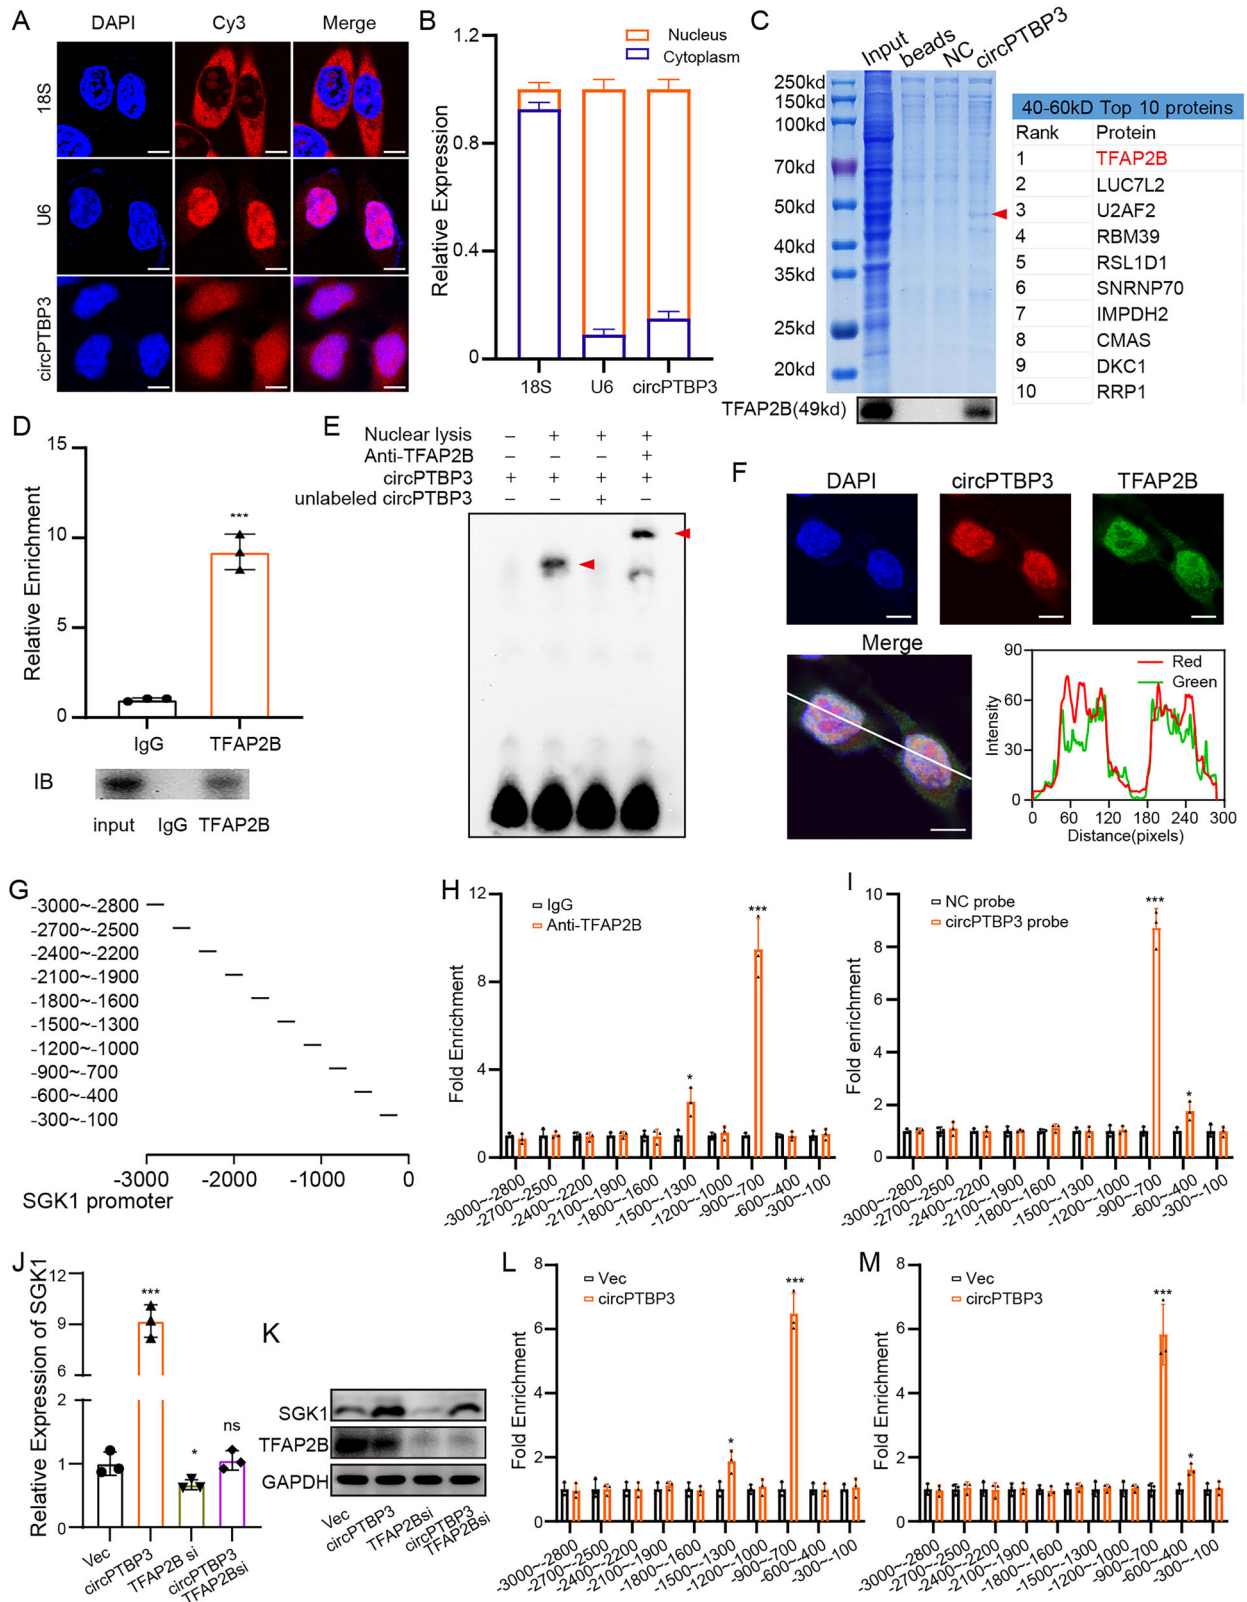 A
DAPI
Cy3
Merge
18S
U6
circPTBP3
B
Relative Expression
1.2
0.8
0.4
0
Nucleus
Cytoplasm
18S
U6
circPTBP3
C
Input
beads
NC
circPTBP3
250kd
150kd
100kd
70kd
50kd
40kd
35kd
25kd
20kd
TFAP2B(49kd)
40-60kD Top 10 proteins
Rank Protein
1 TFAP2B
2 LUC7L2
3 U2AF2
4 RBM39
5 RSL1D1
6 SNRNP70
7 IMPDH2
8 CMAS
9 DKC1
10 RRP1
D
Relative Enrichment
15
10
5
0
***
IgG
TFAP2B
IB
input IgG TFAP2B
E
Nuclear lysis – + + +
Anti-TFAP2B – – – +
circPTBP3 + + + +
unlabeled circPTBP3 – – + –
F
DAPI
circPTBP3
TFAP2B
Merge
Intensity
90
60
30
0
Red
Green
0 60 120 180 240 300
Distance(pixels)
G
-3000~-2800
-2700~-2500
-2400~-2200
-2100~-1900
-1800~-1600
-1500~-1300
-1200~-1000
-900~-700
-600~-400
-300~-100
-3000 -2000 -1000 0
SGK1 promoter
H
Fold Enrichment
12
8
4
0
IgG
Anti-TFAP2B
*
***
-3000~-2800
-2700~-2500
-2400~-2200
-2100~-1900
-1800~-1600
-1500~-1300
-1200~-1000
-900~-700
-600~-400
-300~-100
I
Fold enrichment
10
8
6
4
2
0
NC probe
circPTBP3 probe
***
*
-3000~-2800
-2700~-2500
-2400~-2200
-2100~-1900
-1800~-1600
-1500~-1300
-1200~-1000
-900~-700
-600~-400
-300~-100
J
Relative Expression of SGK1
12
9
6
2
1
0
***
*
ns
Vec
circPTBP3
TFAP2B si
circPTBP3
TFAP2Bsi
K
SGK1
TFAP2B
GAPDH
Vec
circPTBP3
TFAP2Bsi
circPTBP3
TFAP2Bsi
L
Fold Enrichment
8
6
4
2
0
Vec
circPTBP3
*
***
-3000~-2800
-2700~-2500
-2400~-2200
-2100~-1900
-1800~-1600
-1500~-1300
-1200~-1000
-900~-700
-600~-400
-300~-100
M
Fold Enrichment
8
6
4
2
0
Vec
circPTBP3
***
*
-3000~-2800
-2700~-2500
-2400~-2200
-2100~-1900
-1800~-1600
-1500~-1300
-1200~-1000
-900~-700
-600~-400
-300~-100